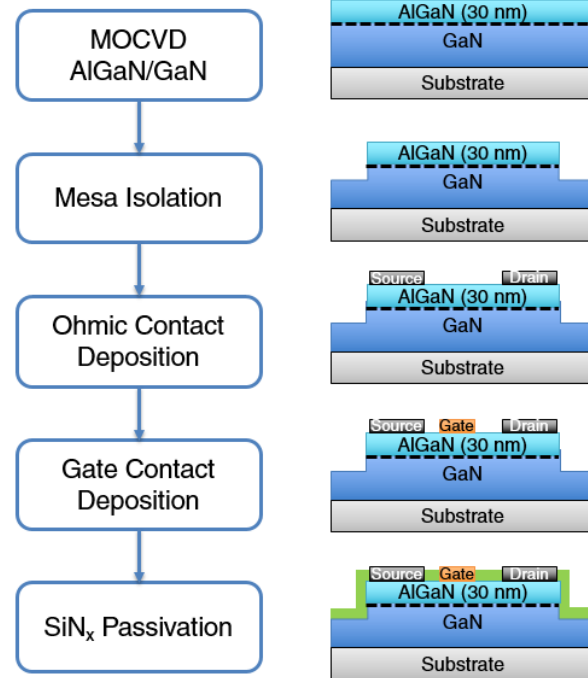 MOCVD
AlGaN/GaN
AlGaN (30 nm)
GaN
Substrate
Mesa Isolation
AlGaN (30 nm)
GaN
Substrate
Ohmic Contact
Deposition
Source Drain
AlGaN (30 nm)
GaN
Substrate
Gate Contact
Deposition
Source Gate Drain
AlGaN (30 nm)
GaN
Substrate
SiNx Passivation
Source Gate Drain
AlGaN (30 nm)
GaN
Substrate